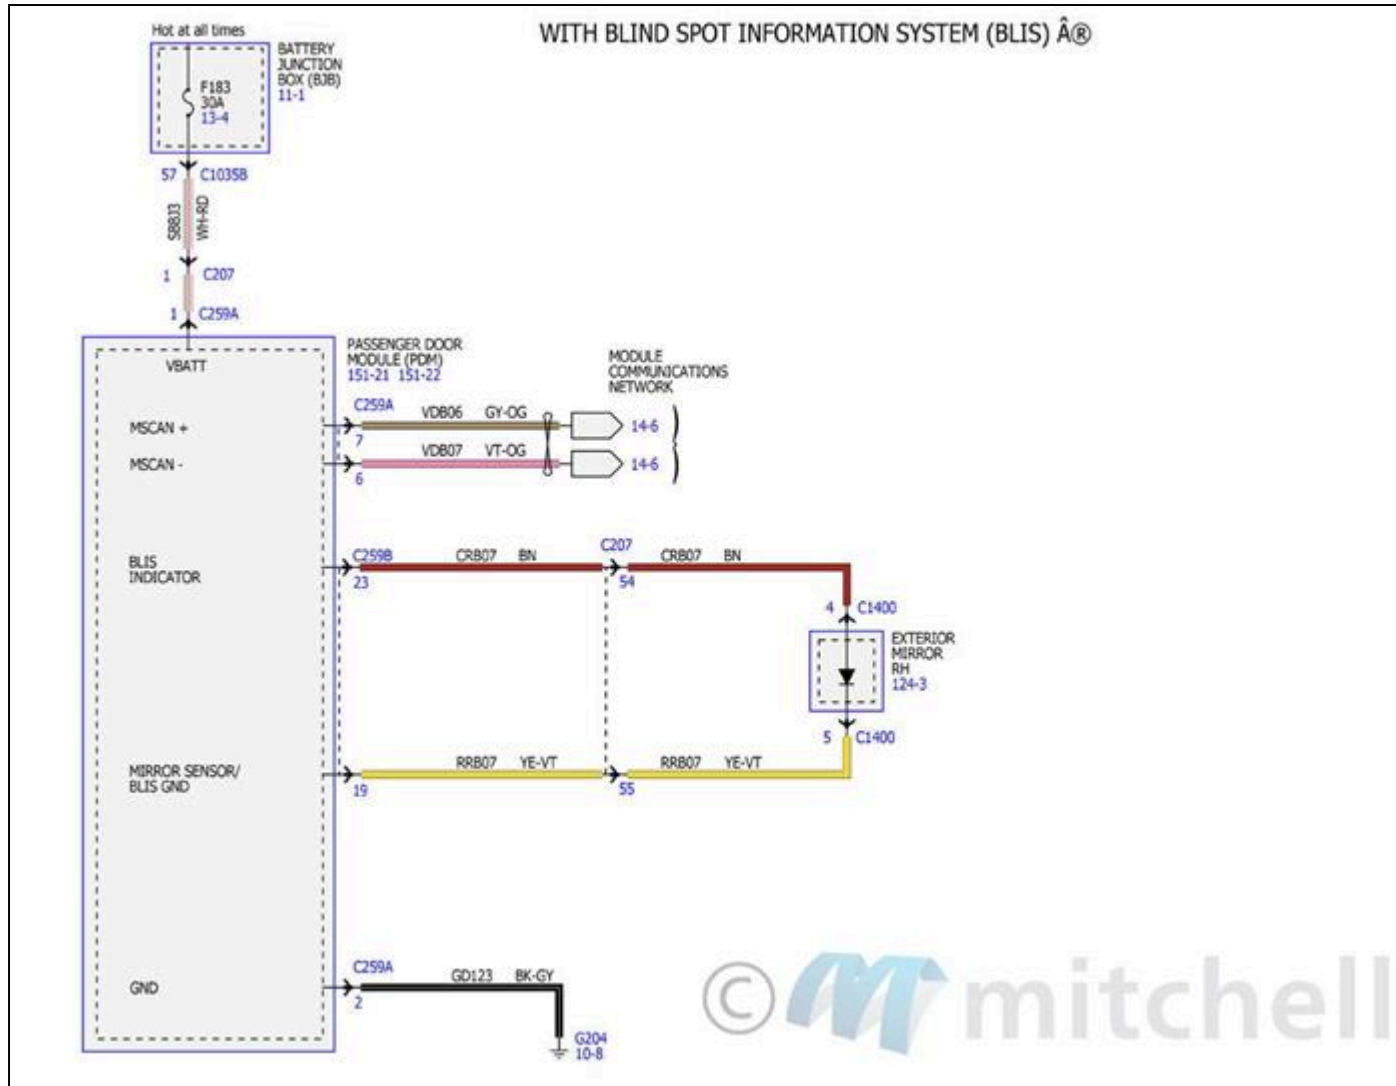 WITH BLIND SPOT INFORMATION SYSTEM (BLIS) Â®
Hot at all times
BATTERY
JUNCTION
BOX (BJB)
11-1
F183
30A
13-4
57 C1035B
SBBJ3
WH-RD
1 C207
1 C259A
VBATT
PASSENGER DOOR
MODULE (PDM)
151-21 151-22
MODULE
COMMUNICATIONS
NETWORK
MSCAN +
C259A
7
VDB06 GY-OG
14-6
MSCAN -
6
VDB07 VT-OG
14-6
BLIS
INDICATOR
C259B
23
CRB07 BN
C207
54
CRB07 BN
4 C1400
EXTERIOR
MIRROR
RH
124-3
5 C1400
MIRROR SENSOR/
BLIS GND
19
RRB07 YE-VT
55
RRB07 YE-VT
GND
C259A
2
GD123 BK-GY
G204
10-8
© mitchell